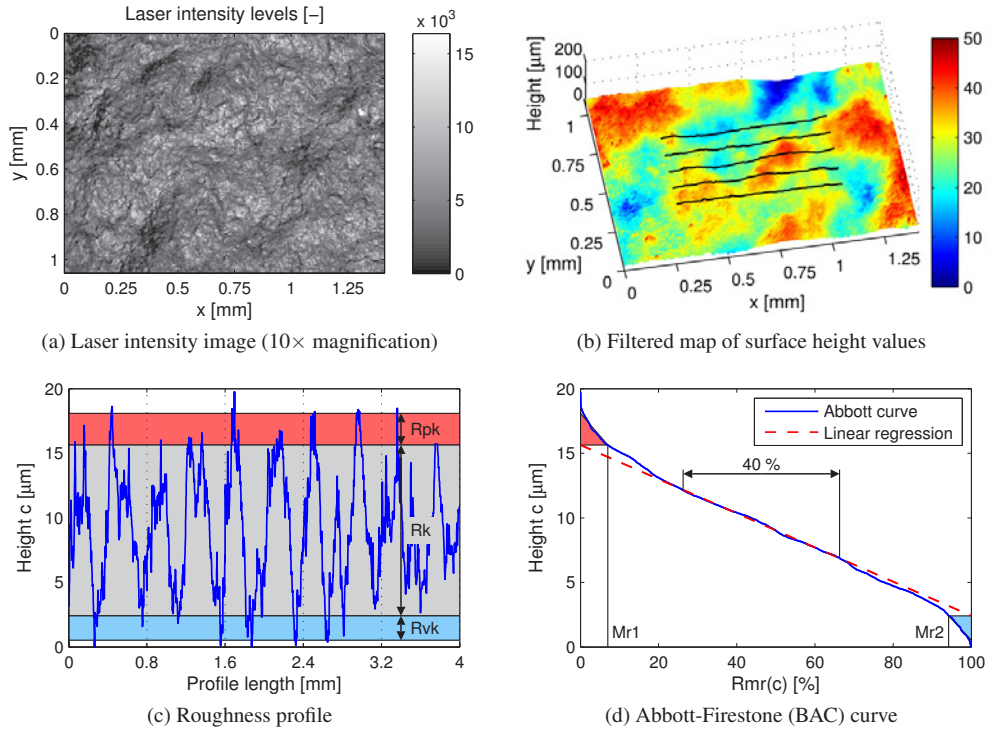 Laser intensity levels [−]
× 10³
0
0.2
0.4
0.6
0.8
1
y [mm]
0 0.25 0.5 0.75 1 1.25
x [mm]
15
10
5
0
(a) Laser intensity image (10× magnification)
Height [µm]
200
100
0
1
0.75
0.5
0.25
0
y [mm]
0 0.25 0.5 0.75 1 1.25
x [mm]
50
40
30
20
10
0
(b) Filtered map of surface height values
20
15
10
5
0
Height c [µm]
Rpk
Rk
Rvk
0 0.8 1.6 2.4 3.2 4
Profile length [mm]
(c) Roughness profile
20
15
10
5
0
Height c [µm]
Abbott curve
Linear regression
40 %
Mr1
Mr2
0 20 40 60 80 100
Rmr(c) [%]
(d) Abbott-Firestone (BAC) curve